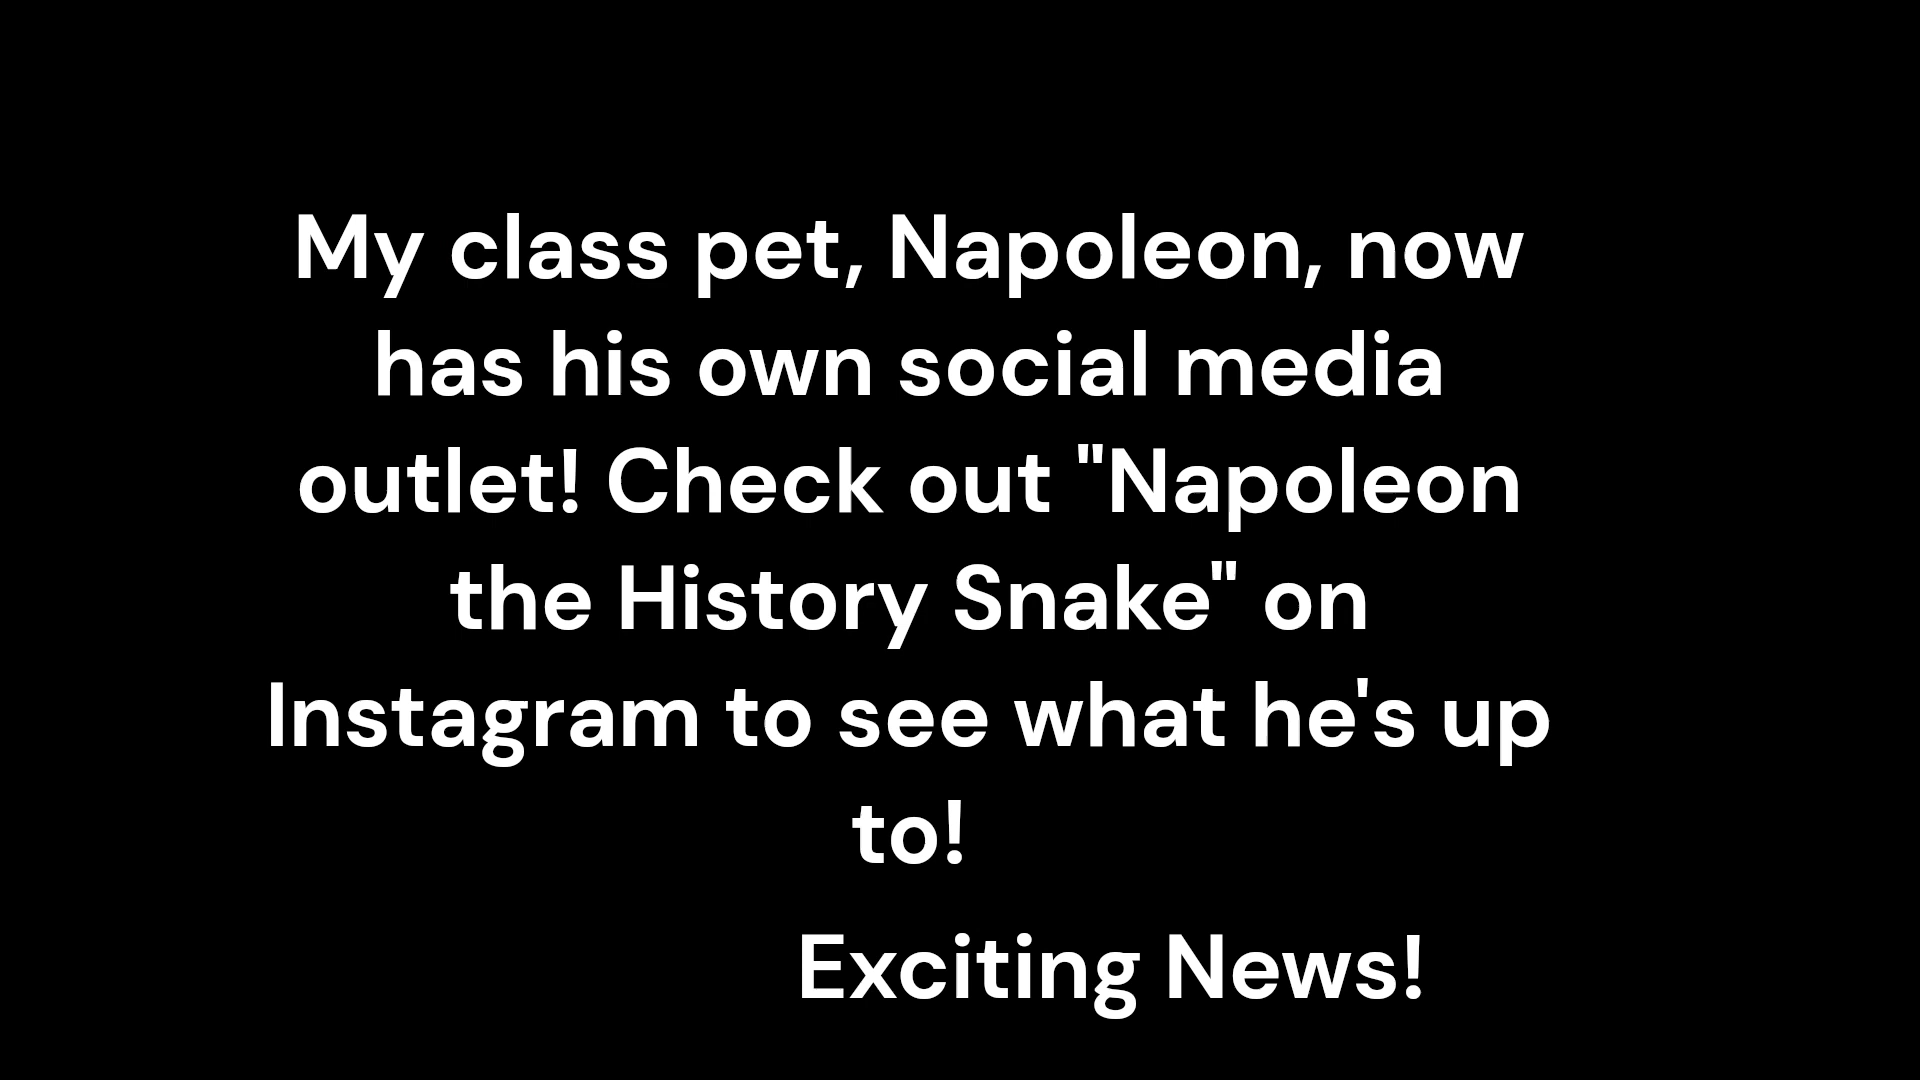 My class pet, Napoleon, now
has his own social media
outlet! Check out "Napoleon
the History Snake" on
Instagram to see what he's up
to!
Exciting News!